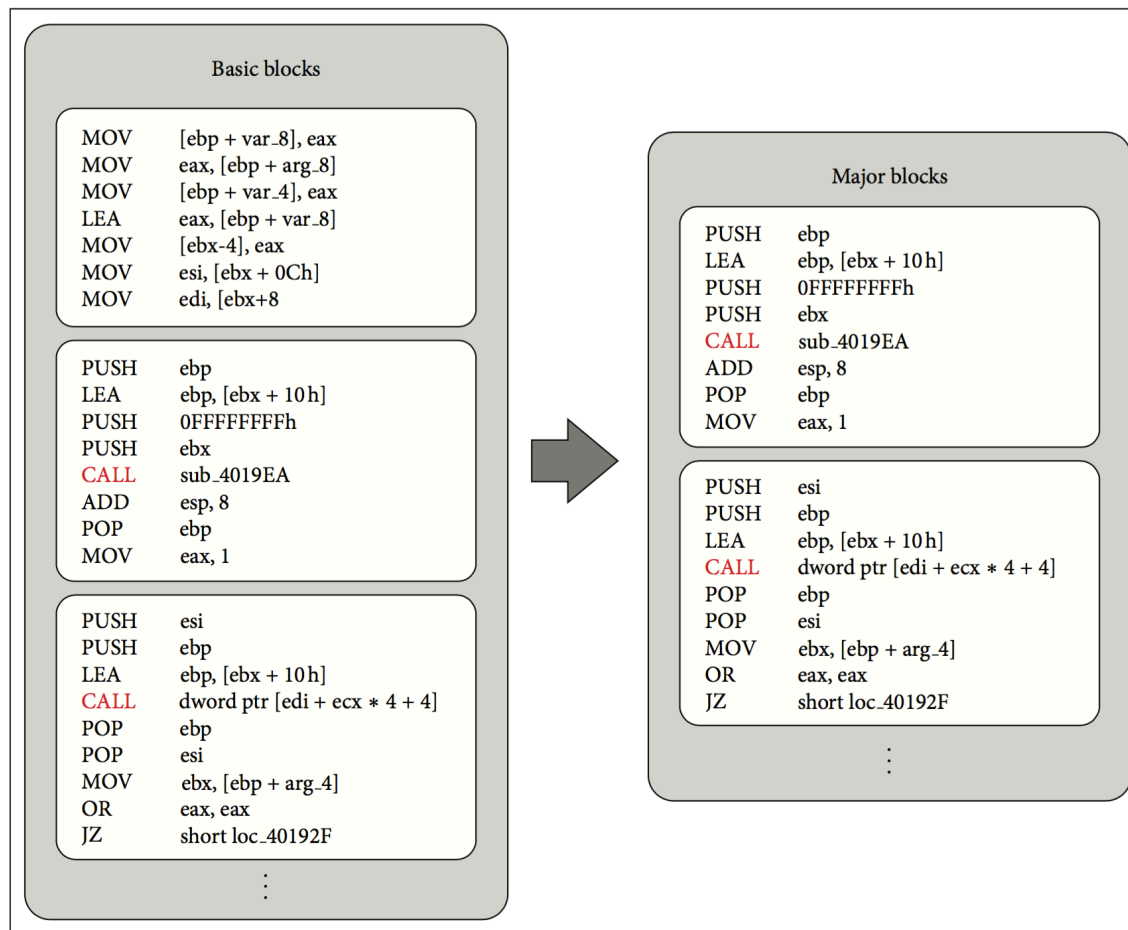 Basic blocks
MOV [ebp + var_8], eax
MOV eax, [ebp + arg_8]
MOV [ebp + var_4], eax
LEA eax, [ebp + var_8]
MOV [ebx-4], eax
MOV esi, [ebx + 0Ch]
MOV edi, [ebx+8
PUSH ebp
LEA ebp, [ebx + 10 h]
PUSH 0FFFFFFFFh
PUSH ebx
CALL sub_4019EA
ADD esp, 8
POP ebp
MOV eax, 1
PUSH esi
PUSH ebp
LEA ebp, [ebx + 10 h]
CALL dword ptr [edi + ecx * 4 + 4]
POP ebp
POP esi
MOV ebx, [ebp + arg_4]
OR eax, eax
JZ short loc_40192F
⋮
Major blocks
PUSH ebp
LEA ebp, [ebx + 10 h]
PUSH 0FFFFFFFFh
PUSH ebx
CALL sub_4019EA
ADD esp, 8
POP ebp
MOV eax, 1
PUSH esi
PUSH ebp
LEA ebp, [ebx + 10 h]
CALL dword ptr [edi + ecx * 4 + 4]
POP ebp
POP esi
MOV ebx, [ebp + arg_4]
OR eax, eax
JZ short loc_40192F
⋮